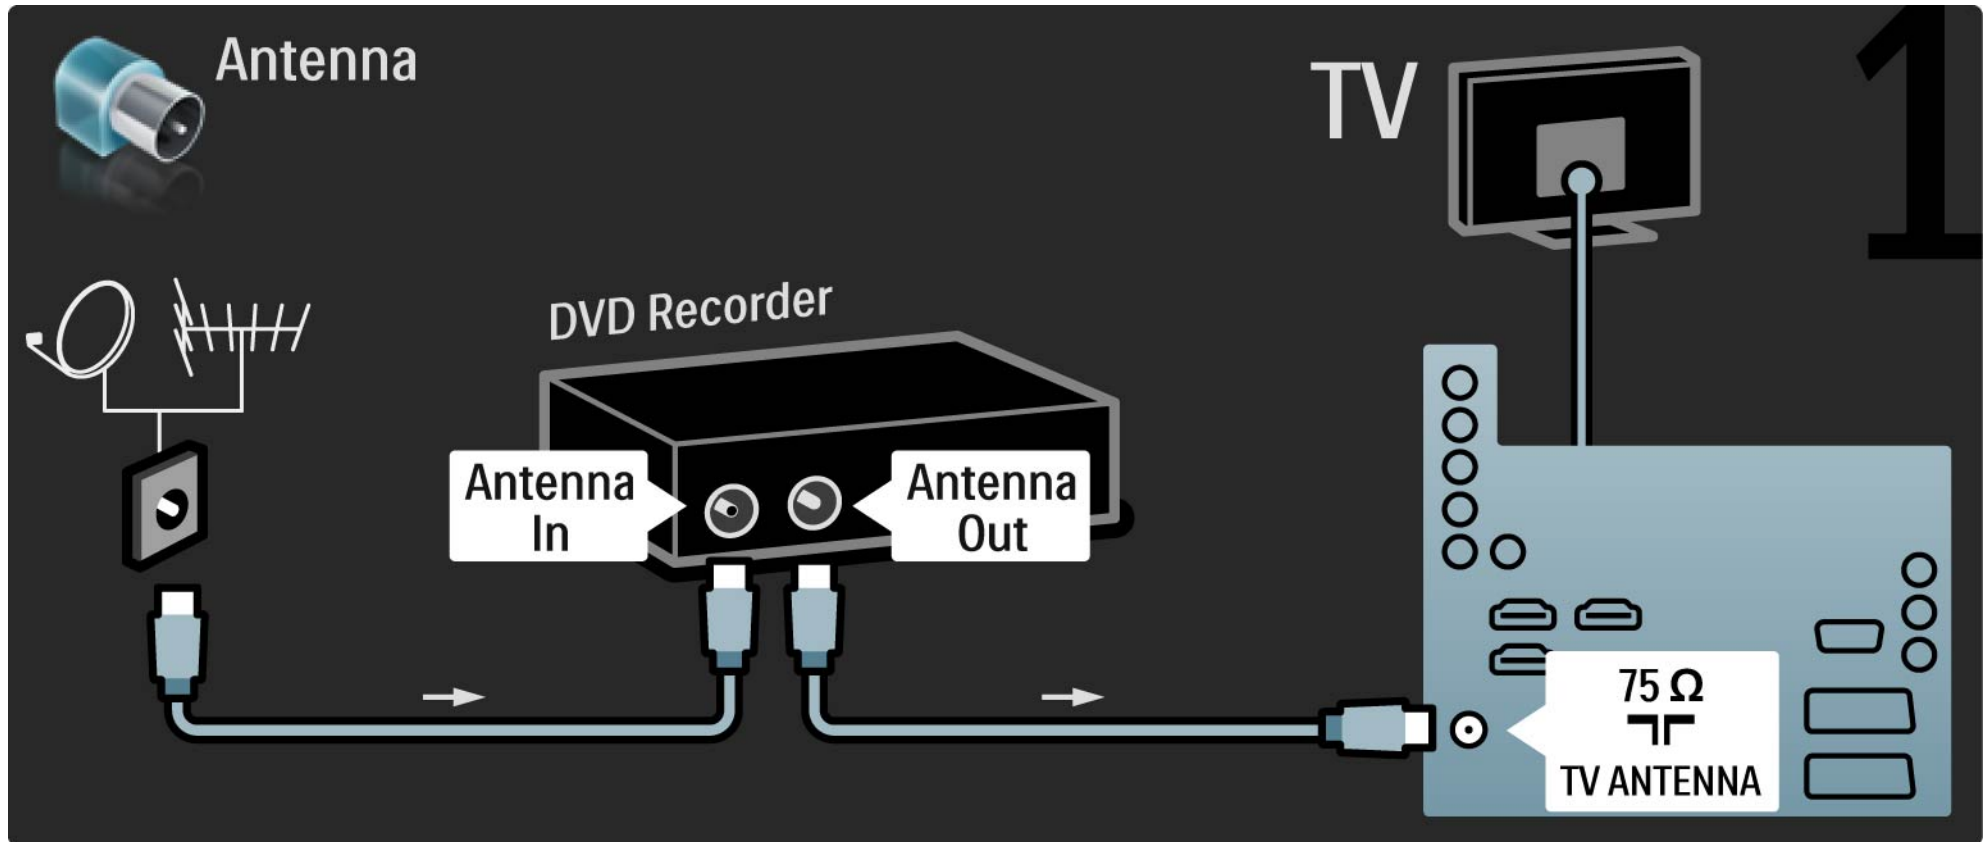 Antenna
TV
1
DVD Recorder
Antenna
In
Antenna
Out
75 Ω
TV ANTENNA